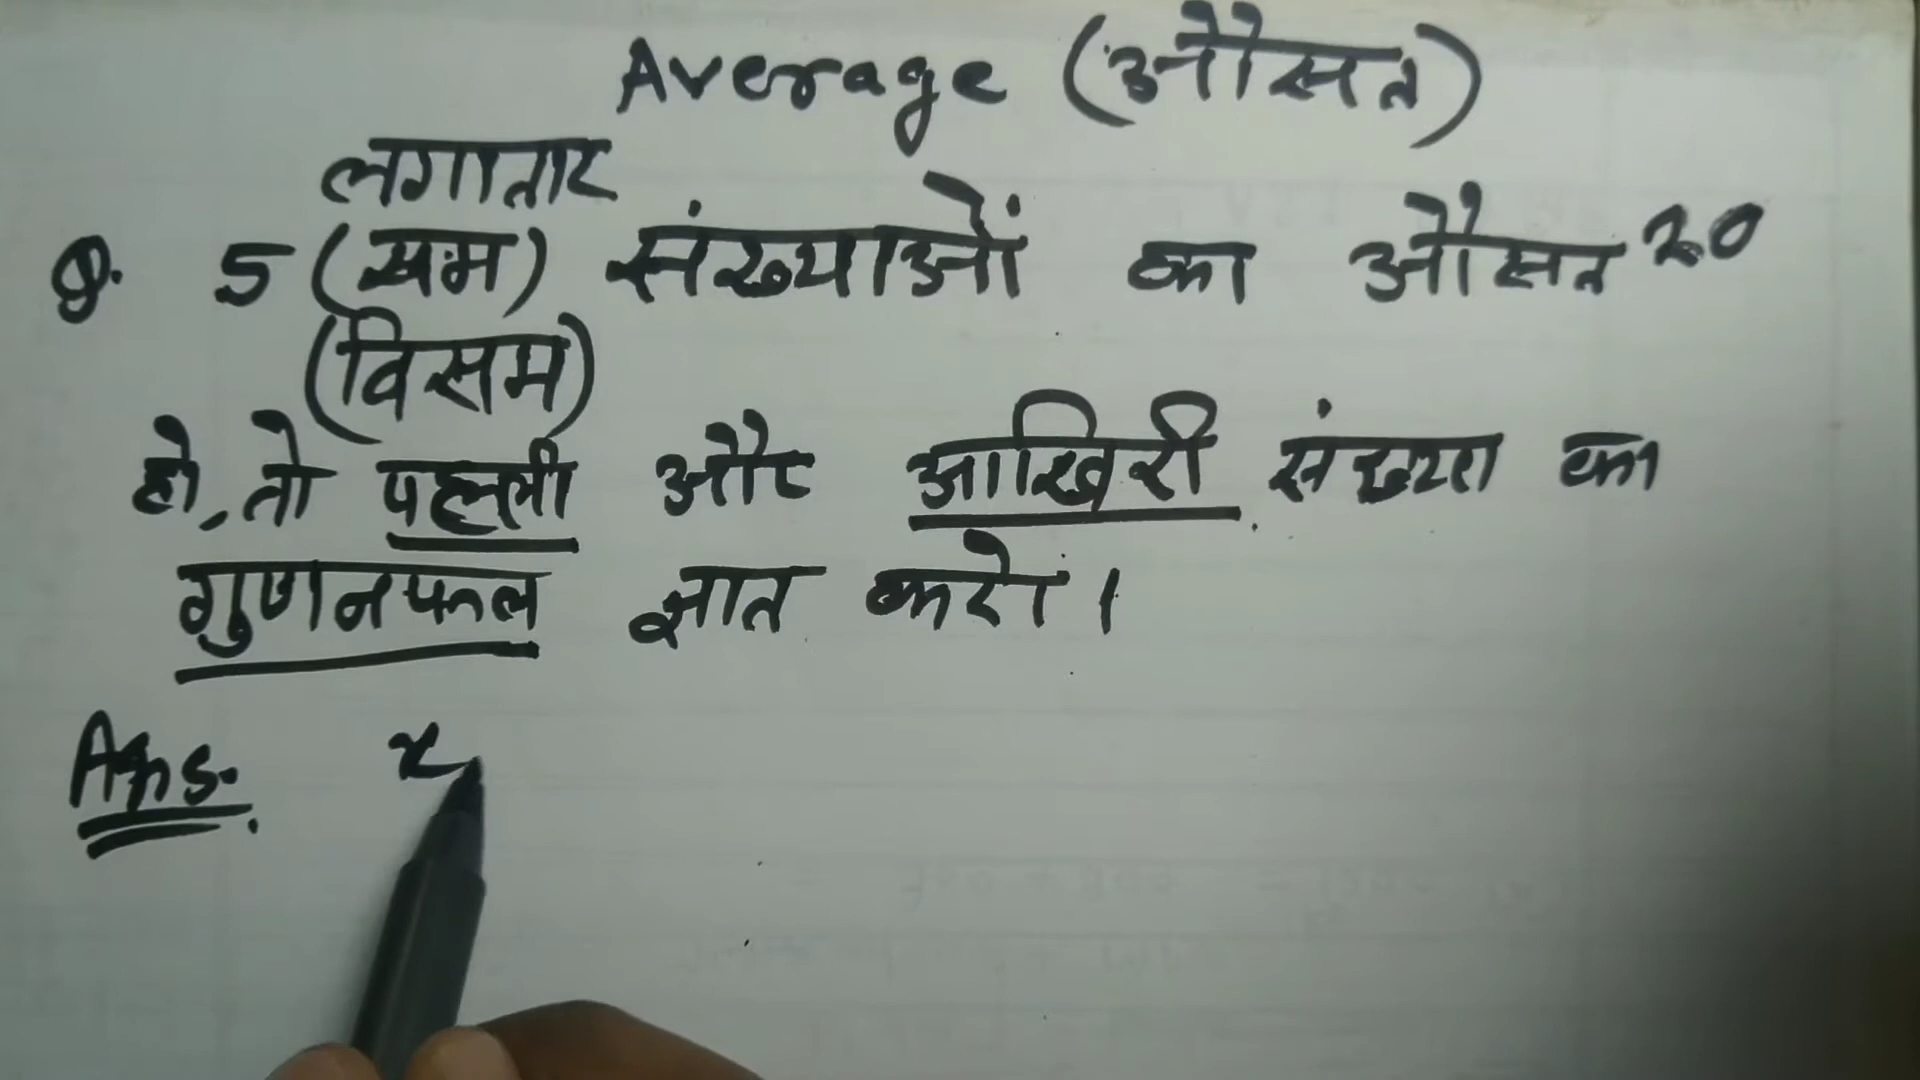 Average (औसत)
लगातार
Q. 5 (सम) संख्याओं का औसत 20
(विसम)
हो, तो पहली और आखिरी संख्या का
गुणनफल ज्ञात करो।
Ans. x